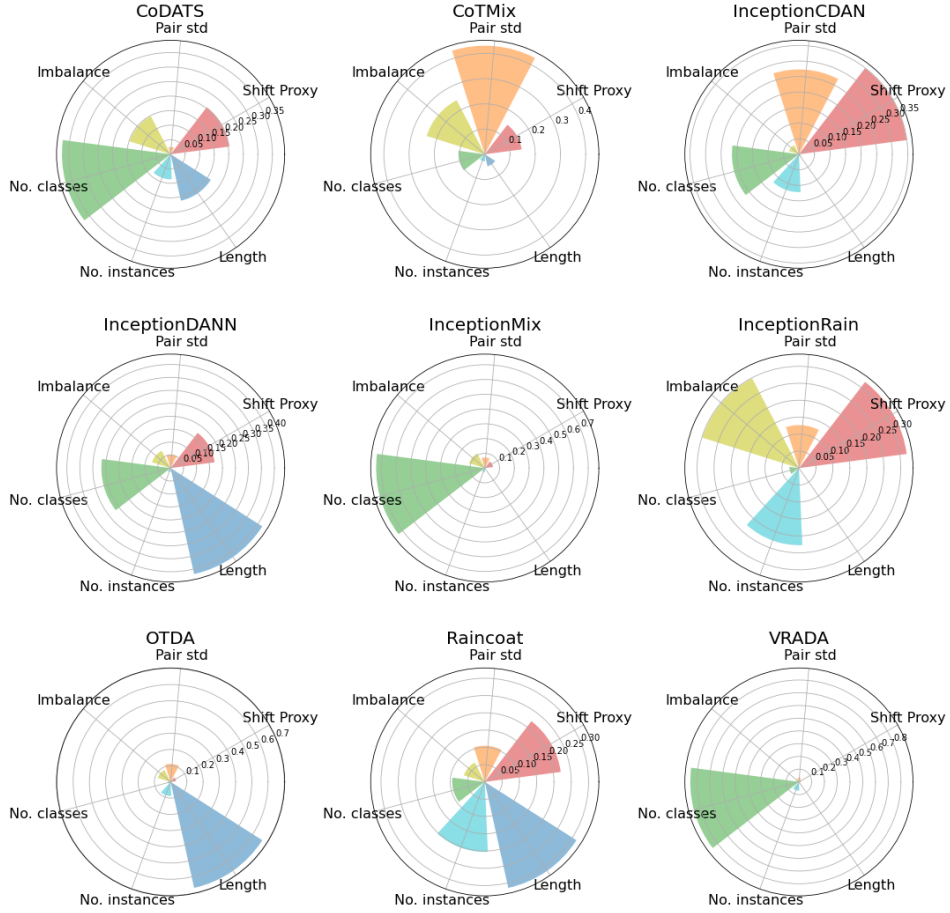 CoDATS
Pair std
Imbalance
Shift Proxy
0.05 0.10 0.15 0.20 0.25 0.30 0.35
No. classes
No. instances
Length
CoTMix
Pair std
Imbalance
Shift Proxy
0.1 0.2 0.3 0.4
No. classes
No. instances
Length
InceptionCDAN
Pair std
Imbalance
Shift Proxy
0.05 0.10 0.15 0.20 0.25 0.30 0.35
No. classes
No. instances
Length
InceptionDANN
Pair std
Imbalance
Shift Proxy
0.05 0.10 0.15 0.20 0.25 0.30 0.35 0.40
No. classes
No. instances
Length
InceptionMix
Pair std
Imbalance
Shift Proxy
0.1 0.2 0.3 0.4 0.5 0.6 0.7
No. classes
No. instances
Length
InceptionRain
Pair std
Imbalance
Shift Proxy
0.05 0.10 0.15 0.20 0.25 0.30
No. classes
No. instances
Length
OTDA
Pair std
Imbalance
Shift Proxy
0.1 0.2 0.3 0.4 0.5 0.6 0.7
No. classes
No. instances
Length
Raincoat
Pair std
Imbalance
Shift Proxy
0.05 0.10 0.15 0.20 0.25 0.30
No. classes
No. instances
Length
VRADA
Pair std
Imbalance
Shift Proxy
0.1 0.2 0.3 0.4 0.5 0.6 0.7 0.8
No. classes
No. instances
Length